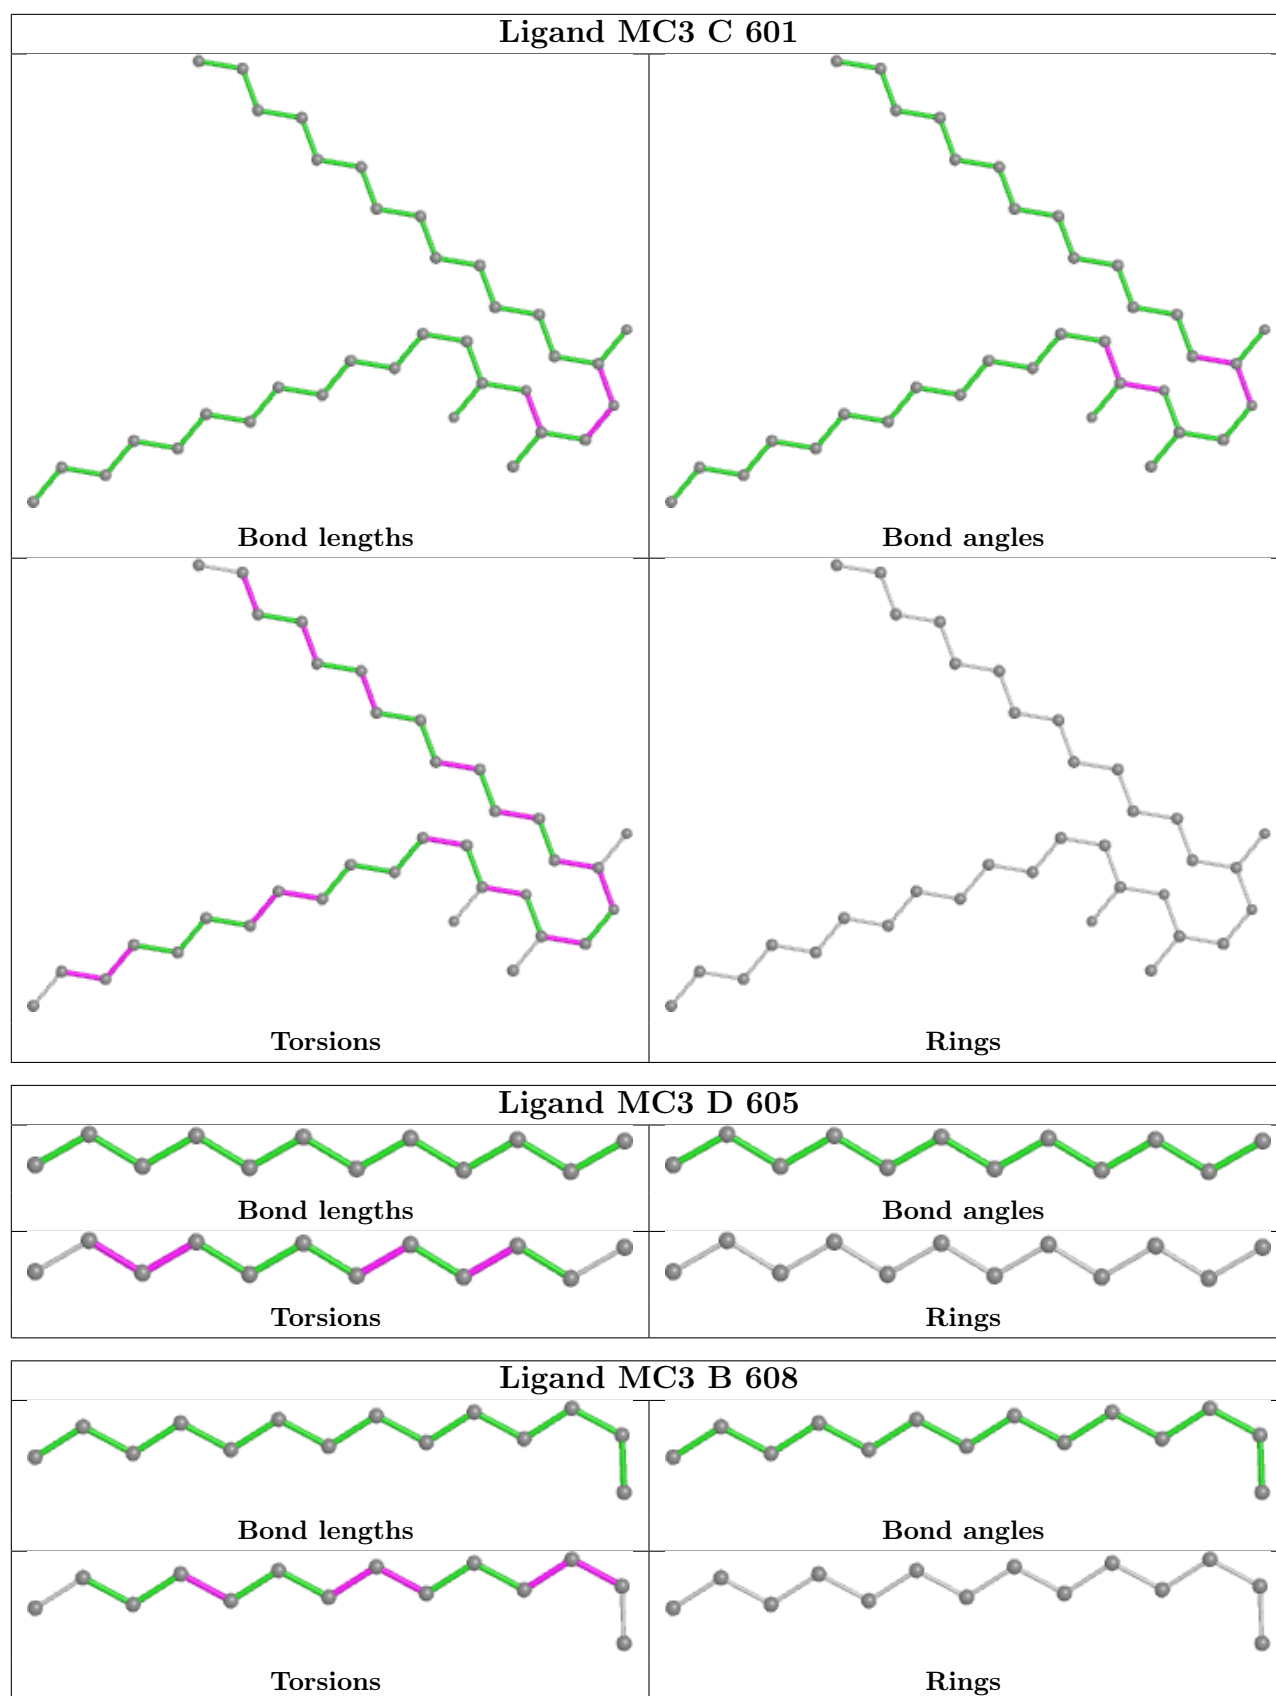 Ligand MC3 C 601
Bond lengths
Bond angles
Torsions
Rings
Ligand MC3 D 605
Bond lengths
Bond angles
Torsions
Rings
Ligand MC3 B 608
Bond lengths
Bond angles
Torsions
Rings